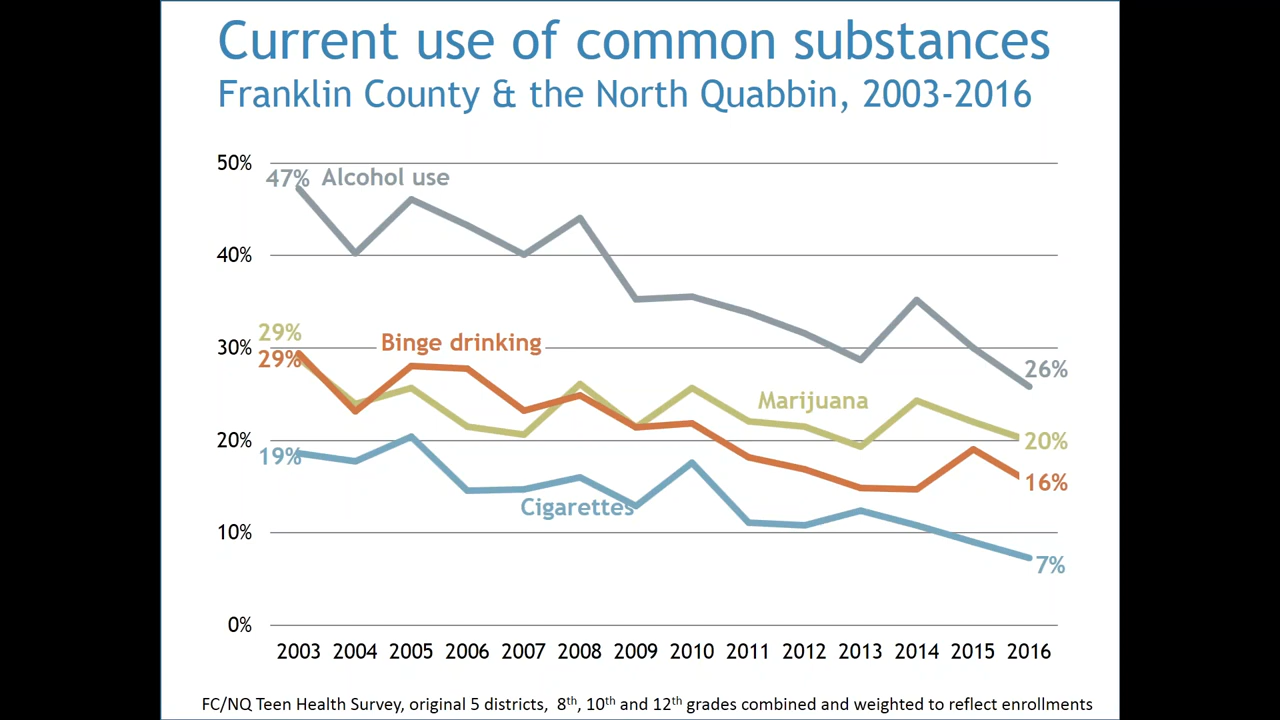 Current use of common substances
Franklin County & the North Quabbin, 2003-2016
50%
47% Alcohol use
40%
29%
30%
Binge drinking
29%
26%
Marijuana
20%
20%
19%
16%
Cigarettes
10%
7%
0%
2003 2004 2005 2006 2007 2008 2009 2010 2011 2012 2013 2014 2015 2016
FC/NQ Teen Health Survey, original 5 districts, 8th, 10th and 12th grades combined and weighted to reflect enrollments